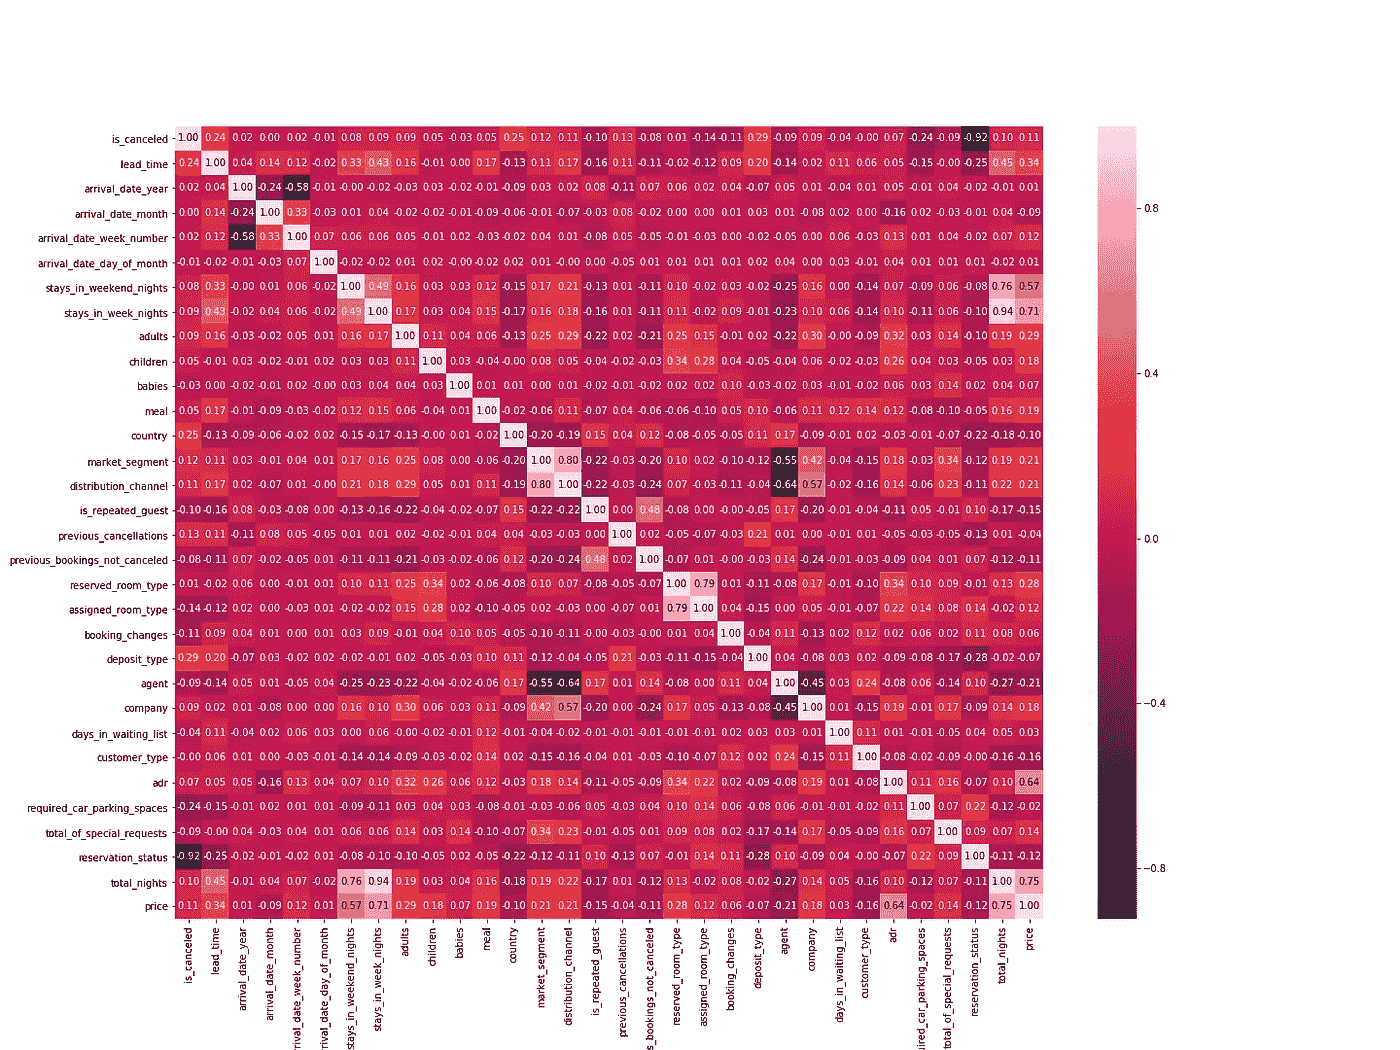 is_canceled 1.00 0.24 0.02 0.00 0.02 -0.01 0.08 0.09 0.09 0.05 -0.03 0.05 0.25 0.12 0.11 -0.10 0.13 -0.08 0.01 -0.14 -0.11 0.29 -0.09 0.09 -0.04 -0.00 0.07 -0.24 -0.09 -0.92 0.10 0.11
lead_time 0.24 1.00 0.04 0.14 0.12 -0.02 0.33 0.43 0.16 -0.01 0.00 0.17 -0.13 0.11 0.17 -0.16 0.11 -0.11 -0.02 -0.12 0.09 0.20 -0.14 0.02 0.11 0.06 0.05 -0.15 -0.00 -0.25 0.45 0.34
arrival_date_year 0.02 0.04 1.00 -0.24 -0.58 -0.01 -0.00 -0.02 -0.03 0.03 -0.02 -0.01 -0.09 0.03 0.02 0.08 -0.11 0.07 0.06 0.02 0.04 -0.07 0.05 0.01 -0.04 0.01 0.05 -0.01 0.04 -0.02 -0.01 0.01
arrival_date_month 0.00 0.14 -0.24 1.00 0.33 -0.03 0.01 0.04 -0.02 -0.02 -0.01 -0.09 -0.06 -0.01 -0.07 -0.03 0.08 -0.02 0.00 0.00 0.01 0.03 0.01 -0.08 0.02 0.00 -0.16 0.02 -0.03 -0.01 0.04 -0.09
arrival_date_week_number 0.02 0.12 -0.58 0.33 1.00 0.07 0.06 0.06 0.05 -0.01 0.02 -0.03 -0.02 0.04 0.01 -0.08 0.05 -0.05 -0.01 -0.03 0.00 -0.02 -0.05 0.00 0.06 -0.03 0.13 0.01 0.04 -0.02 0.07 0.12
arrival_date_day_of_month -0.01 -0.02 -0.01 -0.03 0.07 1.00 -0.02 -0.02 0.01 0.02 -0.00 -0.02 0.02 0.01 -0.00 0.00 -0.05 0.02 0.01 0.01 0.01 0.02 0.04 0.00 0.03 -0.01 0.04 0.01 0.01 0.01 -0.02 0.01
stays_in_weekend_nights 0.08 0.33 -0.00 0.01 0.06 -0.02 1.00 0.49 0.16 0.03 0.03 0.12 -0.15 0.17 0.21 -0.13 0.01 -0.11 0.10 -0.02 0.03 -0.02 -0.25 0.16 0.00 -0.14 0.07 -0.09 0.06 -0.08 0.76 0.57
stays_in_week_nights 0.09 0.43 -0.02 0.04 0.06 -0.02 0.49 1.00 0.17 0.03 0.04 0.15 -0.17 0.16 0.18 -0.16 0.01 -0.11 0.11 -0.02 0.09 -0.01 -0.23 0.10 0.06 -0.14 0.10 -0.11 0.06 -0.10 0.94 0.71
adults 0.09 0.16 -0.03 -0.02 0.05 0.01 0.16 0.17 1.00 0.11 0.04 0.06 -0.13 0.25 0.29 -0.22 0.02 -0.21 0.25 0.15 -0.01 0.02 -0.22 0.30 -0.00 -0.09 0.32 0.03 0.14 -0.10 0.19 0.29
children 0.05 -0.01 0.03 -0.02 -0.01 0.02 0.03 0.03 0.11 1.00 0.03 -0.04 -0.00 0.08 0.05 -0.04 -0.02 -0.03 0.34 0.28 0.04 -0.05 -0.04 0.06 -0.02 -0.03 0.26 0.04 0.03 -0.05 0.03 0.18
babies -0.03 0.00 -0.02 -0.01 0.02 -0.00 0.03 0.04 0.04 0.03 1.00 0.01 0.01 0.00 0.01 -0.02 -0.01 -0.02 0.02 0.02 0.10 -0.03 -0.02 0.03 -0.01 -0.02 0.06 0.03 0.14 0.02 0.04 0.07
meal 0.05 0.17 -0.01 -0.09 -0.03 -0.02 0.12 0.15 0.06 -0.04 0.01 1.00 -0.02 -0.06 0.11 -0.07 0.04 -0.06 -0.06 -0.10 0.05 0.10 -0.06 0.11 0.12 0.14 0.12 -0.08 -0.10 -0.05 0.16 0.19
country 0.25 -0.13 -0.09 -0.06 -0.02 0.02 -0.15 -0.17 -0.13 -0.00 0.01 -0.02 1.00 -0.20 -0.19 0.15 0.04 0.12 -0.08 -0.05 -0.05 0.11 0.17 -0.09 -0.01 0.02 -0.03 -0.01 -0.07 -0.22 -0.18 -0.10
market_segment 0.12 0.11 0.03 -0.01 0.04 0.01 0.17 0.16 0.25 0.08 0.00 -0.06 -0.20 1.00 0.80 -0.22 -0.03 -0.20 0.10 0.02 -0.10 -0.12 -0.55 0.42 -0.04 -0.15 0.18 -0.03 0.34 -0.12 0.19 0.21
distribution_channel 0.11 0.17 0.02 -0.07 0.01 -0.00 0.21 0.18 0.29 0.05 0.01 0.11 -0.19 0.80 1.00 -0.22 -0.03 -0.24 0.07 -0.03 -0.11 -0.04 -0.64 0.57 -0.02 -0.16 0.14 -0.06 0.23 -0.11 0.22 0.21
is_repeated_guest -0.10 -0.16 0.08 -0.03 -0.08 0.00 -0.13 -0.16 -0.22 -0.04 -0.02 -0.07 0.15 -0.22 -0.22 1.00 0.00 0.48 -0.08 0.00 -0.00 -0.05 0.17 -0.20 -0.01 -0.04 -0.11 0.05 -0.01 0.10 -0.17 -0.15
previous_cancellations 0.13 0.11 -0.11 0.08 0.05 -0.05 0.01 0.01 0.02 -0.02 -0.01 0.04 0.04 -0.03 -0.03 0.00 1.00 0.02 -0.05 -0.07 -0.03 0.21 0.01 0.00 -0.01 0.01 -0.05 -0.03 -0.05 -0.13 0.01 -0.04
previous_bookings_not_canceled -0.08 -0.11 0.07 -0.02 -0.05 0.02 -0.11 -0.11 -0.21 -0.03 -0.02 -0.06 0.12 -0.20 -0.24 0.48 0.02 1.00 -0.07 0.01 -0.00 -0.03 0.14 -0.24 -0.01 -0.03 -0.09 0.04 0.01 0.07 -0.12 -0.11
reserved_room_type 0.01 -0.02 0.06 0.00 -0.01 0.01 0.10 0.11 0.25 0.34 0.02 -0.06 -0.08 0.10 0.07 -0.08 -0.05 -0.07 1.00 0.79 0.01 -0.11 -0.08 0.17 -0.01 -0.10 0.34 0.10 0.09 -0.01 0.13 0.28
assigned_room_type -0.14 -0.12 0.02 0.00 -0.03 0.01 -0.02 -0.02 0.15 0.28 0.02 -0.10 -0.05 0.02 -0.03 0.00 -0.07 0.01 0.79 1.00 0.04 -0.15 0.00 0.05 -0.01 -0.07 0.22 0.14 0.08 0.14 -0.02 0.12
booking_changes -0.11 0.09 0.04 0.01 0.00 0.01 0.03 0.09 -0.01 0.04 0.10 0.05 -0.05 -0.10 -0.11 -0.00 -0.03 -0.00 0.01 0.04 1.00 -0.04 0.11 -0.13 0.02 0.12 0.02 0.06 0.02 0.11 0.08 0.06
deposit_type 0.29 0.20 -0.07 0.03 -0.02 0.02 -0.02 -0.01 0.02 -0.05 -0.03 0.10 0.11 -0.12 -0.04 -0.05 0.21 -0.03 -0.11 -0.15 -0.04 1.00 0.04 -0.08 0.03 0.02 -0.09 -0.08 -0.17 -0.28 -0.02 -0.07
agent -0.09 -0.14 0.05 0.01 -0.05 0.04 -0.25 -0.23 -0.22 -0.04 -0.02 -0.06 0.17 -0.55 -0.64 0.17 0.01 0.14 -0.08 0.00 0.11 0.04 1.00 -0.45 0.03 0.24 -0.08 0.06 -0.14 0.10 -0.27 -0.21
company 0.09 0.02 0.01 -0.08 0.00 0.00 0.16 0.10 0.30 0.06 0.03 0.11 -0.09 0.42 0.57 -0.20 0.00 -0.24 0.17 0.05 -0.13 -0.08 -0.45 1.00 0.01 -0.15 0.19 -0.01 0.17 -0.09 0.14 0.18
days_in_waiting_list -0.04 0.11 -0.04 0.02 0.06 0.03 0.00 0.06 -0.00 -0.02 -0.01 0.12 -0.01 -0.04 -0.02 -0.01 -0.01 -0.01 -0.01 -0.01 0.02 0.03 0.03 0.01 1.00 0.11 0.01 -0.01 -0.05 0.04 0.05 0.03
customer_type -0.00 0.06 0.01 0.00 -0.03 -0.01 -0.14 -0.14 -0.09 -0.03 -0.02 0.14 0.02 -0.15 -0.16 -0.04 0.01 -0.03 -0.10 -0.07 0.12 0.02 0.24 -0.15 0.11 1.00 -0.08 -0.02 -0.09 -0.00 -0.16 -0.16
adr 0.07 0.05 0.05 -0.16 0.13 0.04 0.07 0.10 0.32 0.26 0.06 0.12 -0.03 0.18 0.14 -0.11 -0.05 -0.09 0.34 0.22 0.02 -0.09 -0.08 0.19 0.01 -0.08 1.00 0.11 0.16 -0.07 0.10 0.64
required_car_parking_spaces -0.24 -0.15 -0.01 0.02 0.01 0.01 -0.09 -0.11 0.03 0.04 0.03 -0.08 -0.01 -0.03 -0.06 0.05 -0.03 0.04 0.10 0.14 0.06 -0.08 0.06 -0.01 -0.01 -0.02 0.11 1.00 0.07 0.22 -0.12 -0.02
total_of_special_requests -0.09 -0.00 0.04 -0.03 0.04 0.01 0.06 0.06 0.14 0.03 0.14 -0.10 -0.07 0.34 0.23 -0.01 -0.05 0.01 0.09 0.08 0.02 -0.17 -0.14 0.17 -0.05 -0.09 0.16 0.07 1.00 0.09 0.07 0.14
reservation_status -0.92 -0.25 -0.02 -0.01 -0.02 0.01 -0.08 -0.10 -0.10 -0.05 0.02 -0.05 -0.22 -0.12 -0.11 0.10 -0.13 0.07 -0.01 0.14 0.11 -0.28 0.10 -0.09 0.04 -0.00 -0.07 0.22 0.09 1.00 -0.11 -0.12
total_nights 0.10 0.45 -0.01 0.04 0.07 -0.02 0.76 0.94 0.19 0.03 0.04 0.16 -0.18 0.19 0.22 -0.17 0.01 -0.12 0.13 -0.02 0.08 -0.02 -0.27 0.14 0.05 -0.16 0.10 -0.12 0.07 -0.11 1.00 0.75
price 0.11 0.34 0.01 -0.09 0.12 0.01 0.57 0.71 0.29 0.18 0.07 0.19 -0.10 0.21 0.21 -0.15 -0.04 -0.11 0.28 0.12 0.06 -0.07 -0.21 0.18 0.03 -0.16 0.64 -0.02 0.14 -0.12 0.75 1.00
is_canceled
lead_time
arrival_date_year
arrival_date_month
rrival_date_week_number
rrival_date_day_of_month
stays_in_weekend_nights
stays_in_week_nights
adults
children
babies
meal
country
market_segment
distribution_channel
is_repeated_guest
previous_cancellations
s_bookings_not_canceled
reserved_room_type
assigned_room_type
booking_changes
deposit_type
agent
company
days_in_waiting_list
customer_type
adr
uired_car_parking_spaces
total_of_special_requests
reservation_status
total_nights
price
0.8
0.4
0.0
−0.4
−0.8